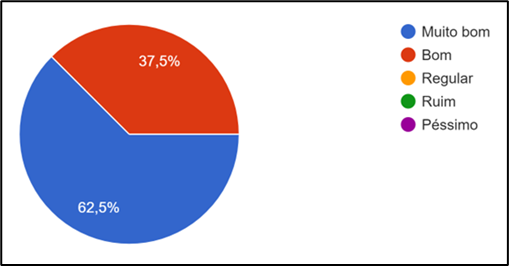 37,5%
62,5%
Muito bom
Bom
Regular
Ruim
Péssimo